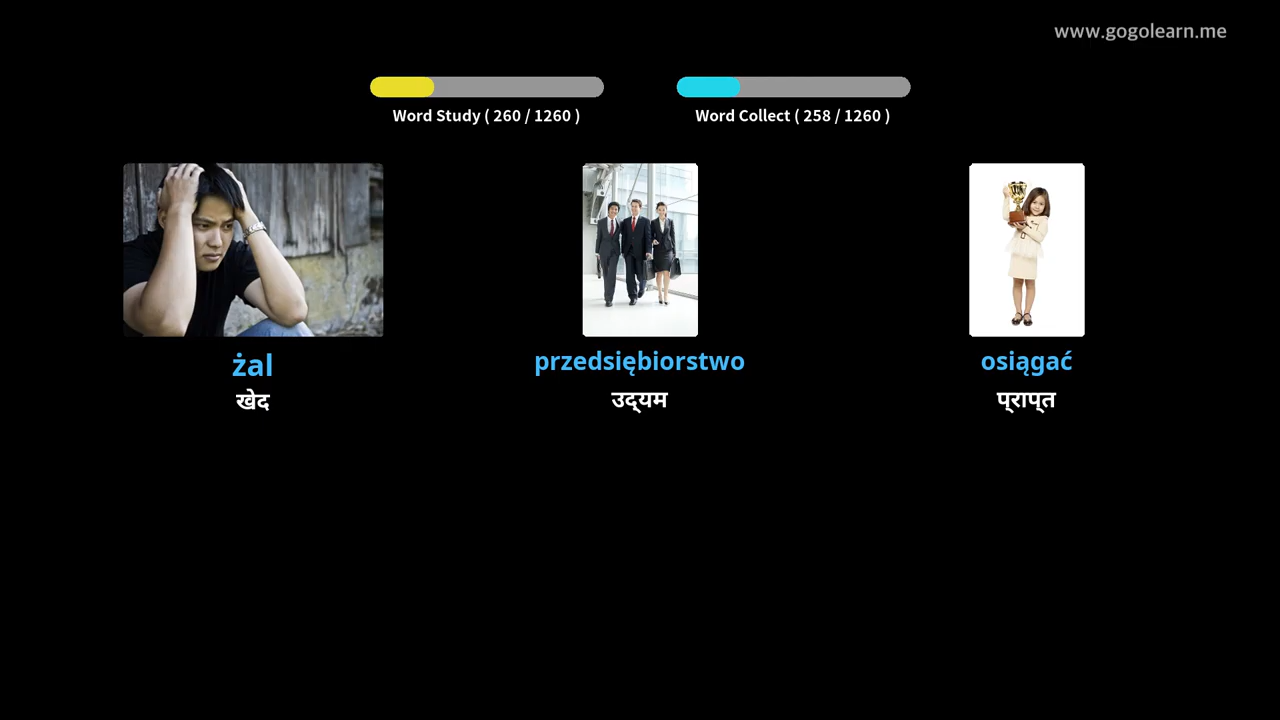 www.gogolearn.me
Word Study ( 260 / 1260 )
Word Collect ( 258 / 1260 )
żal
przedsiębiorstwo
osiągać
खेद
उद्यम
प्राप्त